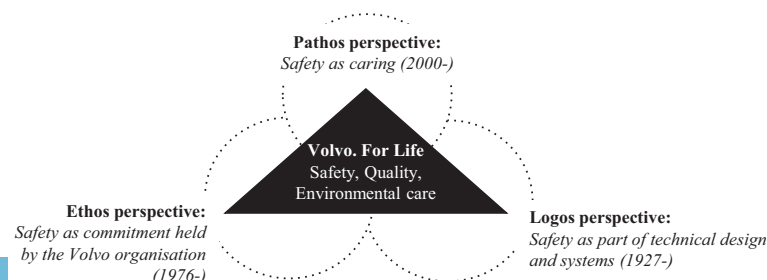 Pathos perspective:
Safety as caring (2000-)
Volvo. For Life
Safety, Quality,
Environmental care
Ethos perspective:
Safety as commitment held
by the Volvo organisation
(1976-)
Logos perspective:
Safety as part of technical design
and systems (1927-)